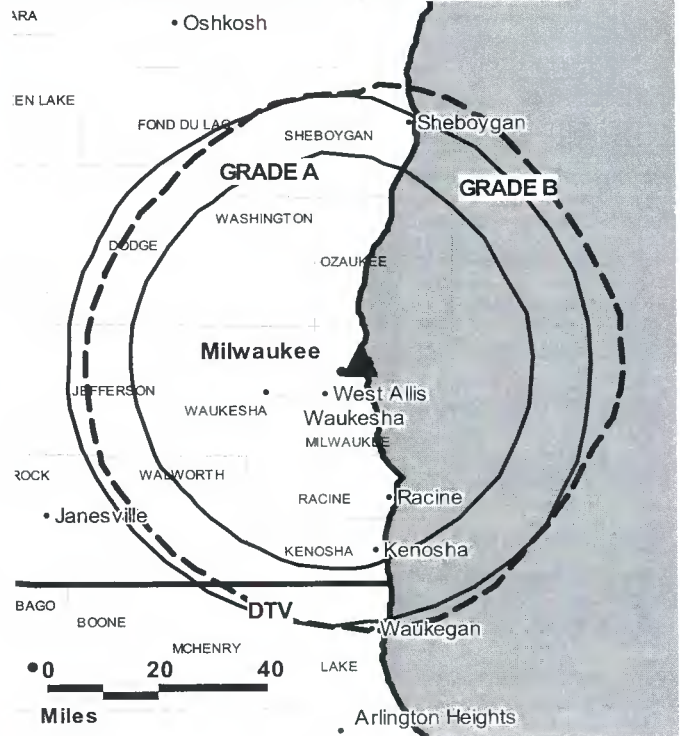 ARA
Oshkosh
EEN LAKE
FOND DU LAC
Sheboygan
SHEBOYGAN
GRADE A
GRADE B
WASHINGTON
DODGE
OZAUKEE
Milwaukee
JEFFERSON
West Allis
WAUKESHA
Waukesha
MILWAUKEE
ROCK
WALWORTH
RACINE
Racine
Janesville
KENOSHA
Kenosha
BAGO
DTV
BOONE
Waukegan
MCHENRY
LAKE
0 20 40
Miles
Arlington Heights